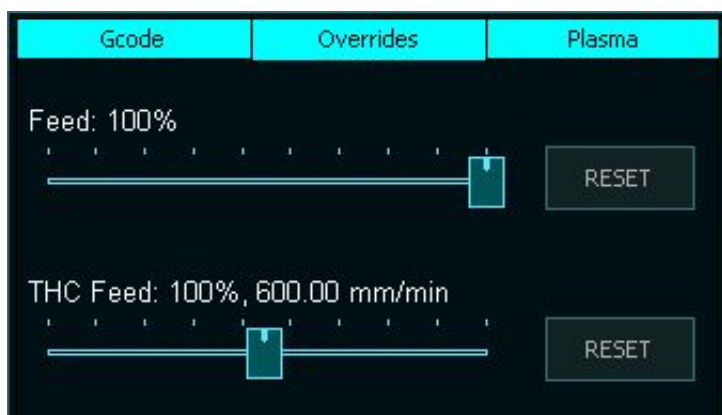 Gcode Overrides Plasma
Feed: 100%
RESET
THC Feed: 100%, 600.00 mm/min
RESET